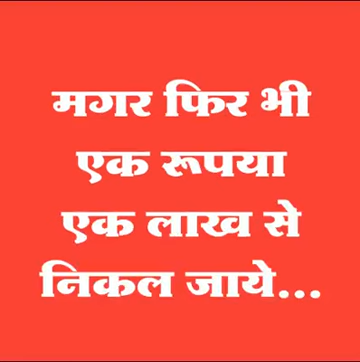 मगर फिर भी
एक रूपया
एक लाख से
निकल जाये...